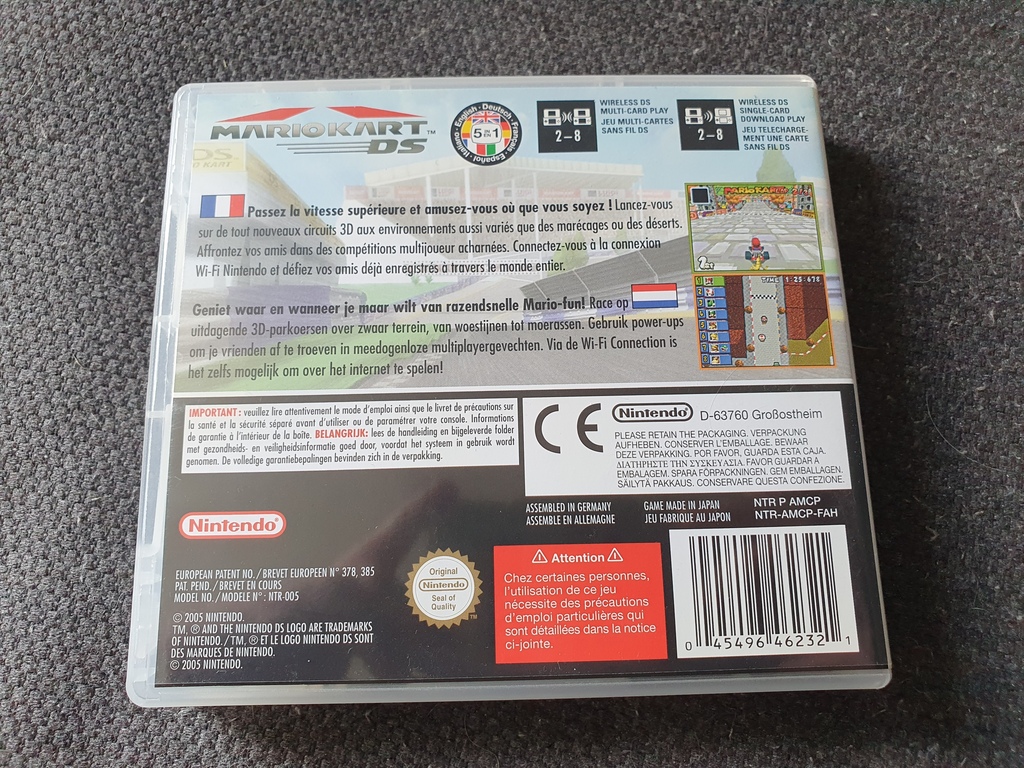 MARIOKART™
DS
English · Deutsch · Français · Español · Italiano
5 IN 1
2-8
WIRELESS DS
MULTI-CARD PLAY
JEU MULTI-CARTES
SANS FIL DS
2-8
WIRELESS DS
SINGLE-CARD
DOWNLOAD PLAY
JEU TELECHARGE-
MENT UNE CARTE
SANS FIL DS
Passez la vitesse supérieure et amusez-vous où que vous soyez ! Lancez-vous
sur de tout nouveaux circuits 3D aux environnements aussi variés que des marécages ou des déserts.
Affrontez vos amis dans des compétitions multijoueur acharnées. Connectez-vous à la connexion
Wi-Fi Nintendo et défiez vos amis déjà enregistrés à travers le monde entier.
Geniet waar en wanneer je maar wilt van razendsnelle Mario-fun! Race op
uitdagende 3D-parkoersen over zwaar terrein, van woestijnen tot moerassen. Gebruik power-ups
om je vrienden af te troeven in meedogenloze multiplayergevechten. Via de Wi-Fi Connection is
het zelfs mogelijk om over het internet te spelen!
TIME 1:25:678
IMPORTANT : veuillez lire attentivement le mode d'emploi ainsi que le livret de précautions sur
la santé et la sécurité séparé avant d'utiliser ou de paramétrer votre console. Informations
de garantie à l'intérieur de la boîte. BELANGRIJK: lees de handleiding en bijgeleverde folder
met gezondheids- en veiligheidsinformatie goed door, voordat het systeem in gebruik wordt
genomen. De volledige garantiebepalingen bevinden zich in de verpakking.
CE
Nintendo® D-63760 Großostheim
PLEASE RETAIN THE PACKAGING. VERPACKUNG
AUFHEBEN. CONSERVER L'EMBALLAGE. BEWAAR
DEZE VERPAKKING. POR FAVOR, GUARDA ESTA CAJA.
ΔΙΑΤΗΡΗΣΤΕ ΤΗΝ ΣΥΣΚΕΥΑΣΙΑ. FAVOR GUARDAR A
EMBALAGEM. SPARA FÖRPACKNINGEN. GEM EMBALLAGEN.
SÄILYTÄ PAKKAUS. CONSERVARE QUESTA CONFEZIONE.
ASSEMBLED IN GERMANY
ASSEMBLE EN ALLEMAGNE
GAME MADE IN JAPAN
JEU FABRIQUE AU JAPON
NTR P AMCP
NTR-AMCP-FAH
Nintendo®
EUROPEAN PATENT NO./BREVET EUROPEEN N° 378, 385
PAT. PEND./BREVET EN COURS
MODEL NO./MODELE N° : NTR-005
© 2005 NINTENDO.
TM, ® AND THE NINTENDO DS LOGO ARE TRADEMARKS
OF NINTENDO. /TM, ® ET LE LOGO NINTENDO DS SONT
DES MARQUES DE NINTENDO.
© 2005 NINTENDO.
Original
Nintendo
Seal of
Quality
TM
Attention
Chez certaines personnes,
l'utilisation de ce jeu
nécessite des précautions
d'emploi particulières qui
sont détaillées dans la notice
ci-jointe.
0 45496 46232 1